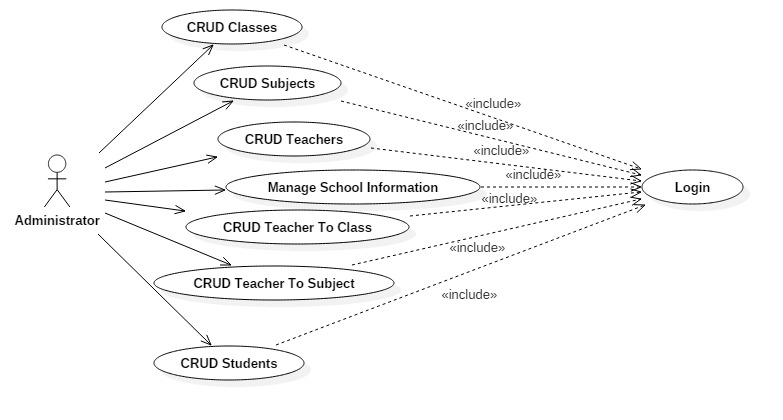 CRUD Classes
CRUD Subjects
«include»
«include»
CRUD Teachers
«include»
«include»
Manage School Information
Login
«include»
Administrator
CRUD Teacher To Class
«include»
CRUD Teacher To Subject
«include»
CRUD Students